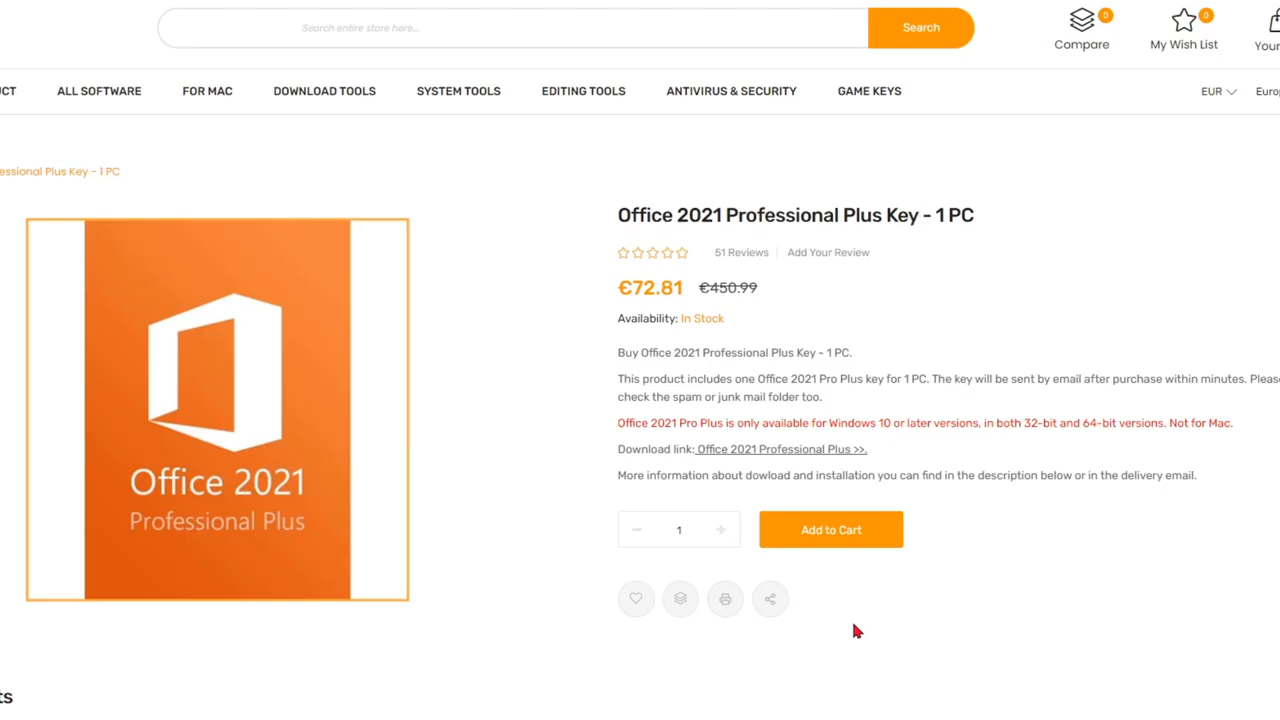 Search entire store here...
Search
0
0
Compare
My Wish List
Your
UCT
ALL SOFTWARE
FOR MAC
DOWNLOAD TOOLS
SYSTEM TOOLS
EDITING TOOLS
ANTIVIRUS & SECURITY
GAME KEYS
EUR
Euro
essional Plus Key - 1 PC
Office 2021
Professional Plus
Office 2021 Professional Plus Key - 1 PC
51 Reviews
Add Your Review
€72.81 €450.99
Availability: In Stock
Buy Office 2021 Professional Plus Key - 1 PC.
This product includes one Office 2021 Pro Plus key for 1 PC. The key will be sent by email after purchase within minutes. Please
check the spam or junk mail folder too.
Office 2021 Pro Plus is only available for Windows 10 or later versions, in both 32-bit and 64-bit versions. Not for Mac.
Download link: Office 2021 Professional Plus >>.
More information about dowload and installation you can find in the description below or in the delivery email.
− 1 +
Add to Cart
ts